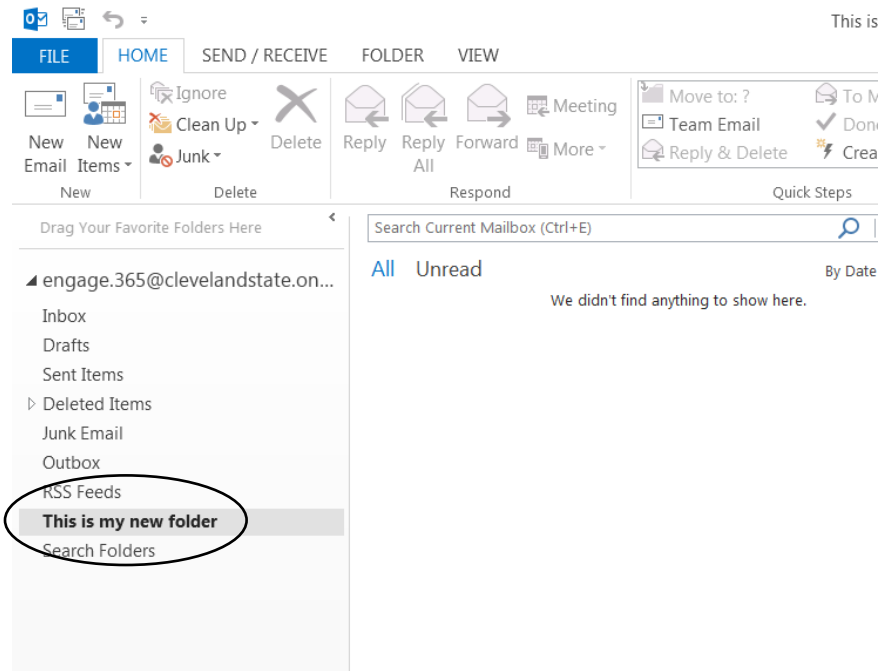 This is
FILE HOME SEND / RECEIVE FOLDER VIEW
New Email
New Items
New
Ignore
Clean Up
Junk
Delete
Delete
Reply
Reply All
Forward
Meeting
More
Respond
Move to: ?
Team Email
Reply & Delete
To M
Done
Crea
Quick Steps
Drag Your Favorite Folders Here
Search Current Mailbox (Ctrl+E)
engage.365@clevelandstate.on...
All Unread
By Date
We didn't find anything to show here.
Inbox
Drafts
Sent Items
Deleted Items
Junk Email
Outbox
RSS Feeds
This is my new folder
Search Folders